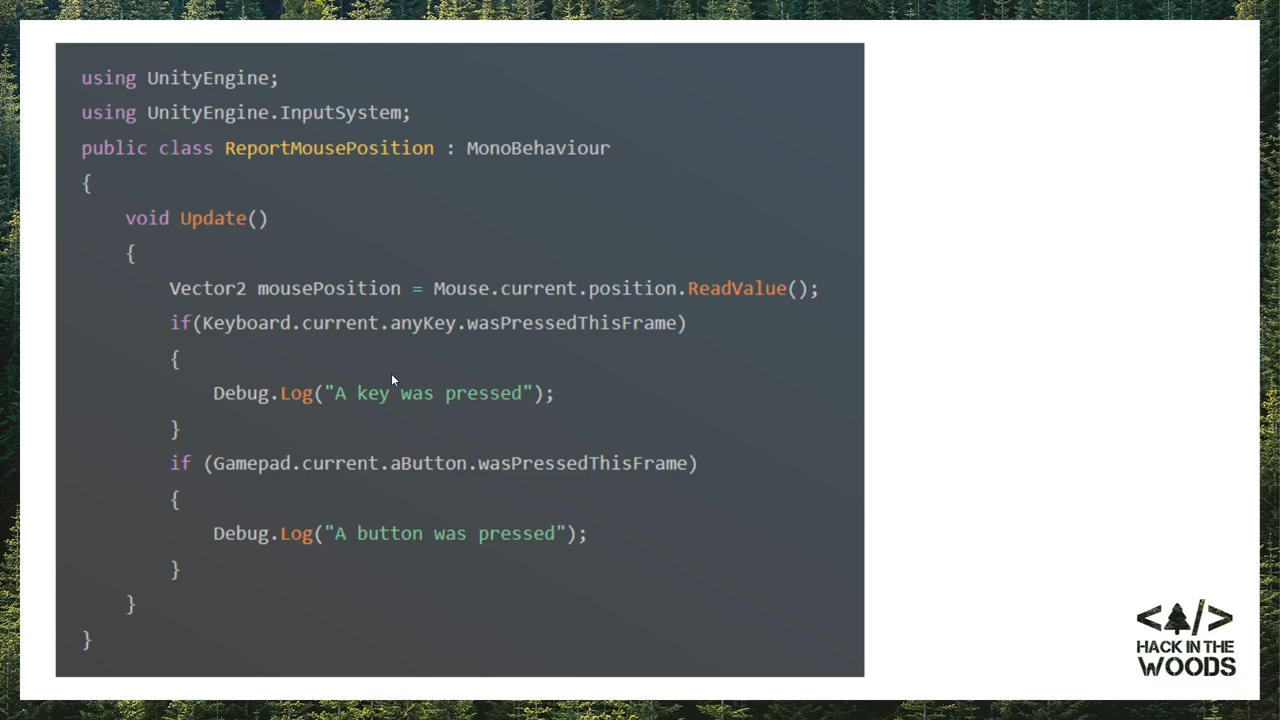 using UnityEngine;
using UnityEngine.InputSystem;
public class ReportMousePosition : MonoBehaviour
{
    void Update()
    {
        Vector2 mousePosition = Mouse.current.position.ReadValue();
        if(Keyboard.current.anyKey.wasPressedThisFrame)
        {
            Debug.Log("A key was pressed");
        }
        if (Gamepad.current.aButton.wasPressedThisFrame)
        {
            Debug.Log("A button was pressed");
        }
    }
}
</>
HACK IN THE
WOODS